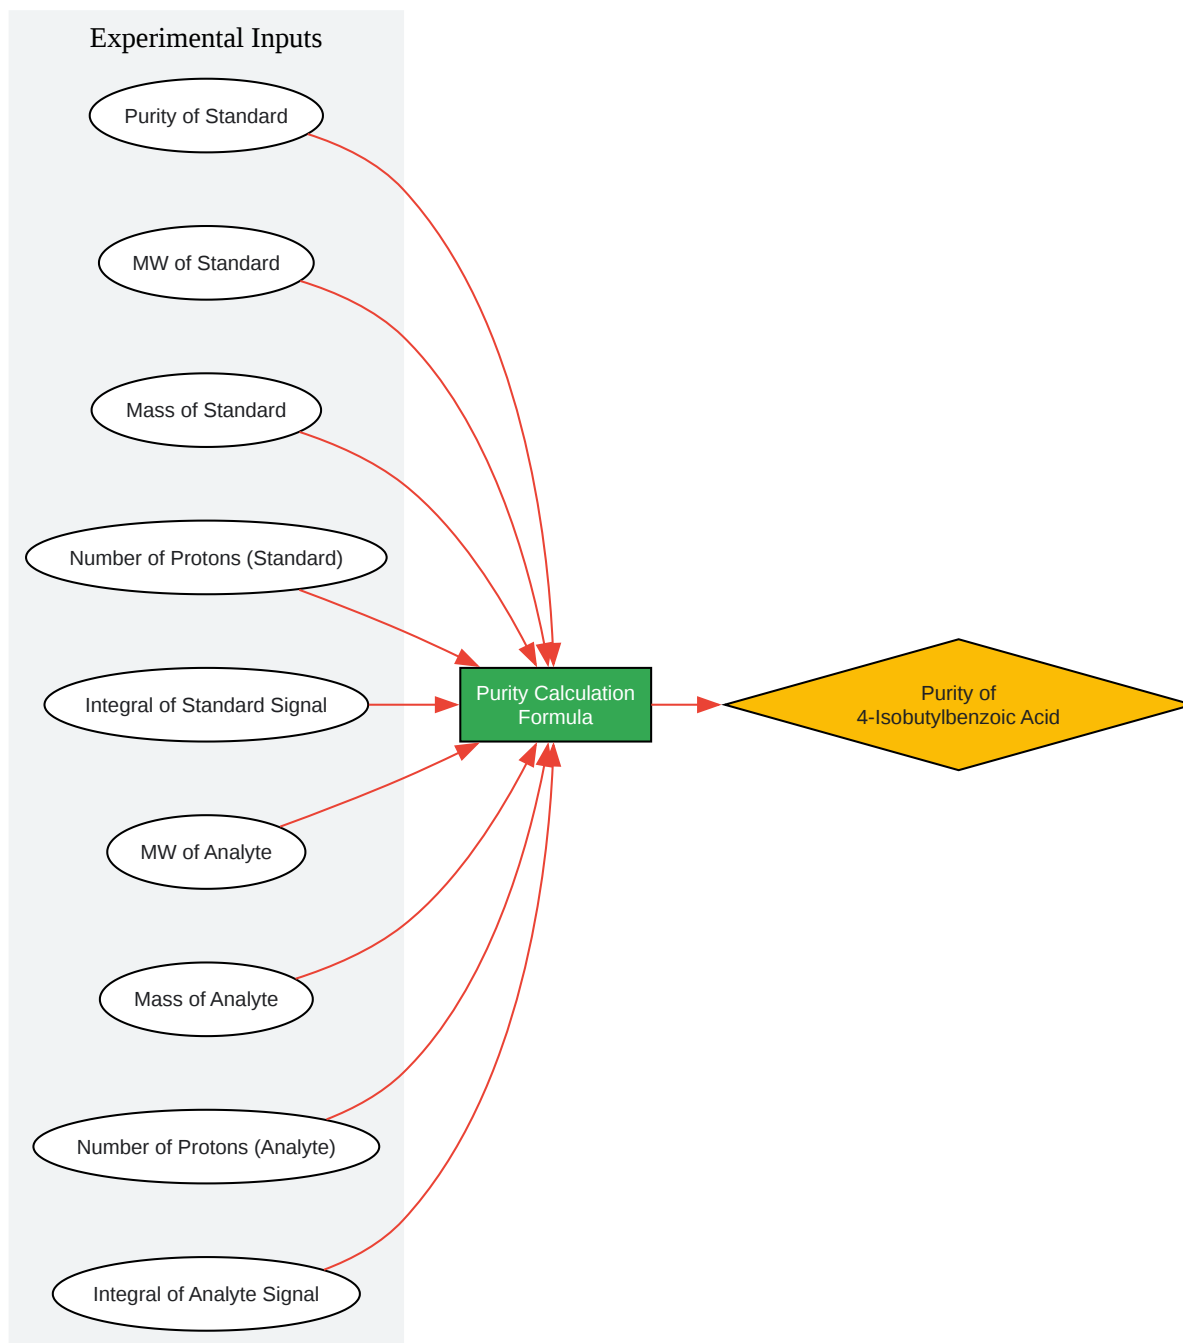 Experimental Inputs
Purity of Standard
MW of Standard
Mass of Standard
Number of Protons (Standard)
Integral of Standard Signal
MW of Analyte
Mass of Analyte
Number of Protons (Analyte)
Integral of Analyte Signal
Purity Calculation
Formula
Purity of
4-Isobutylbenzoic Acid